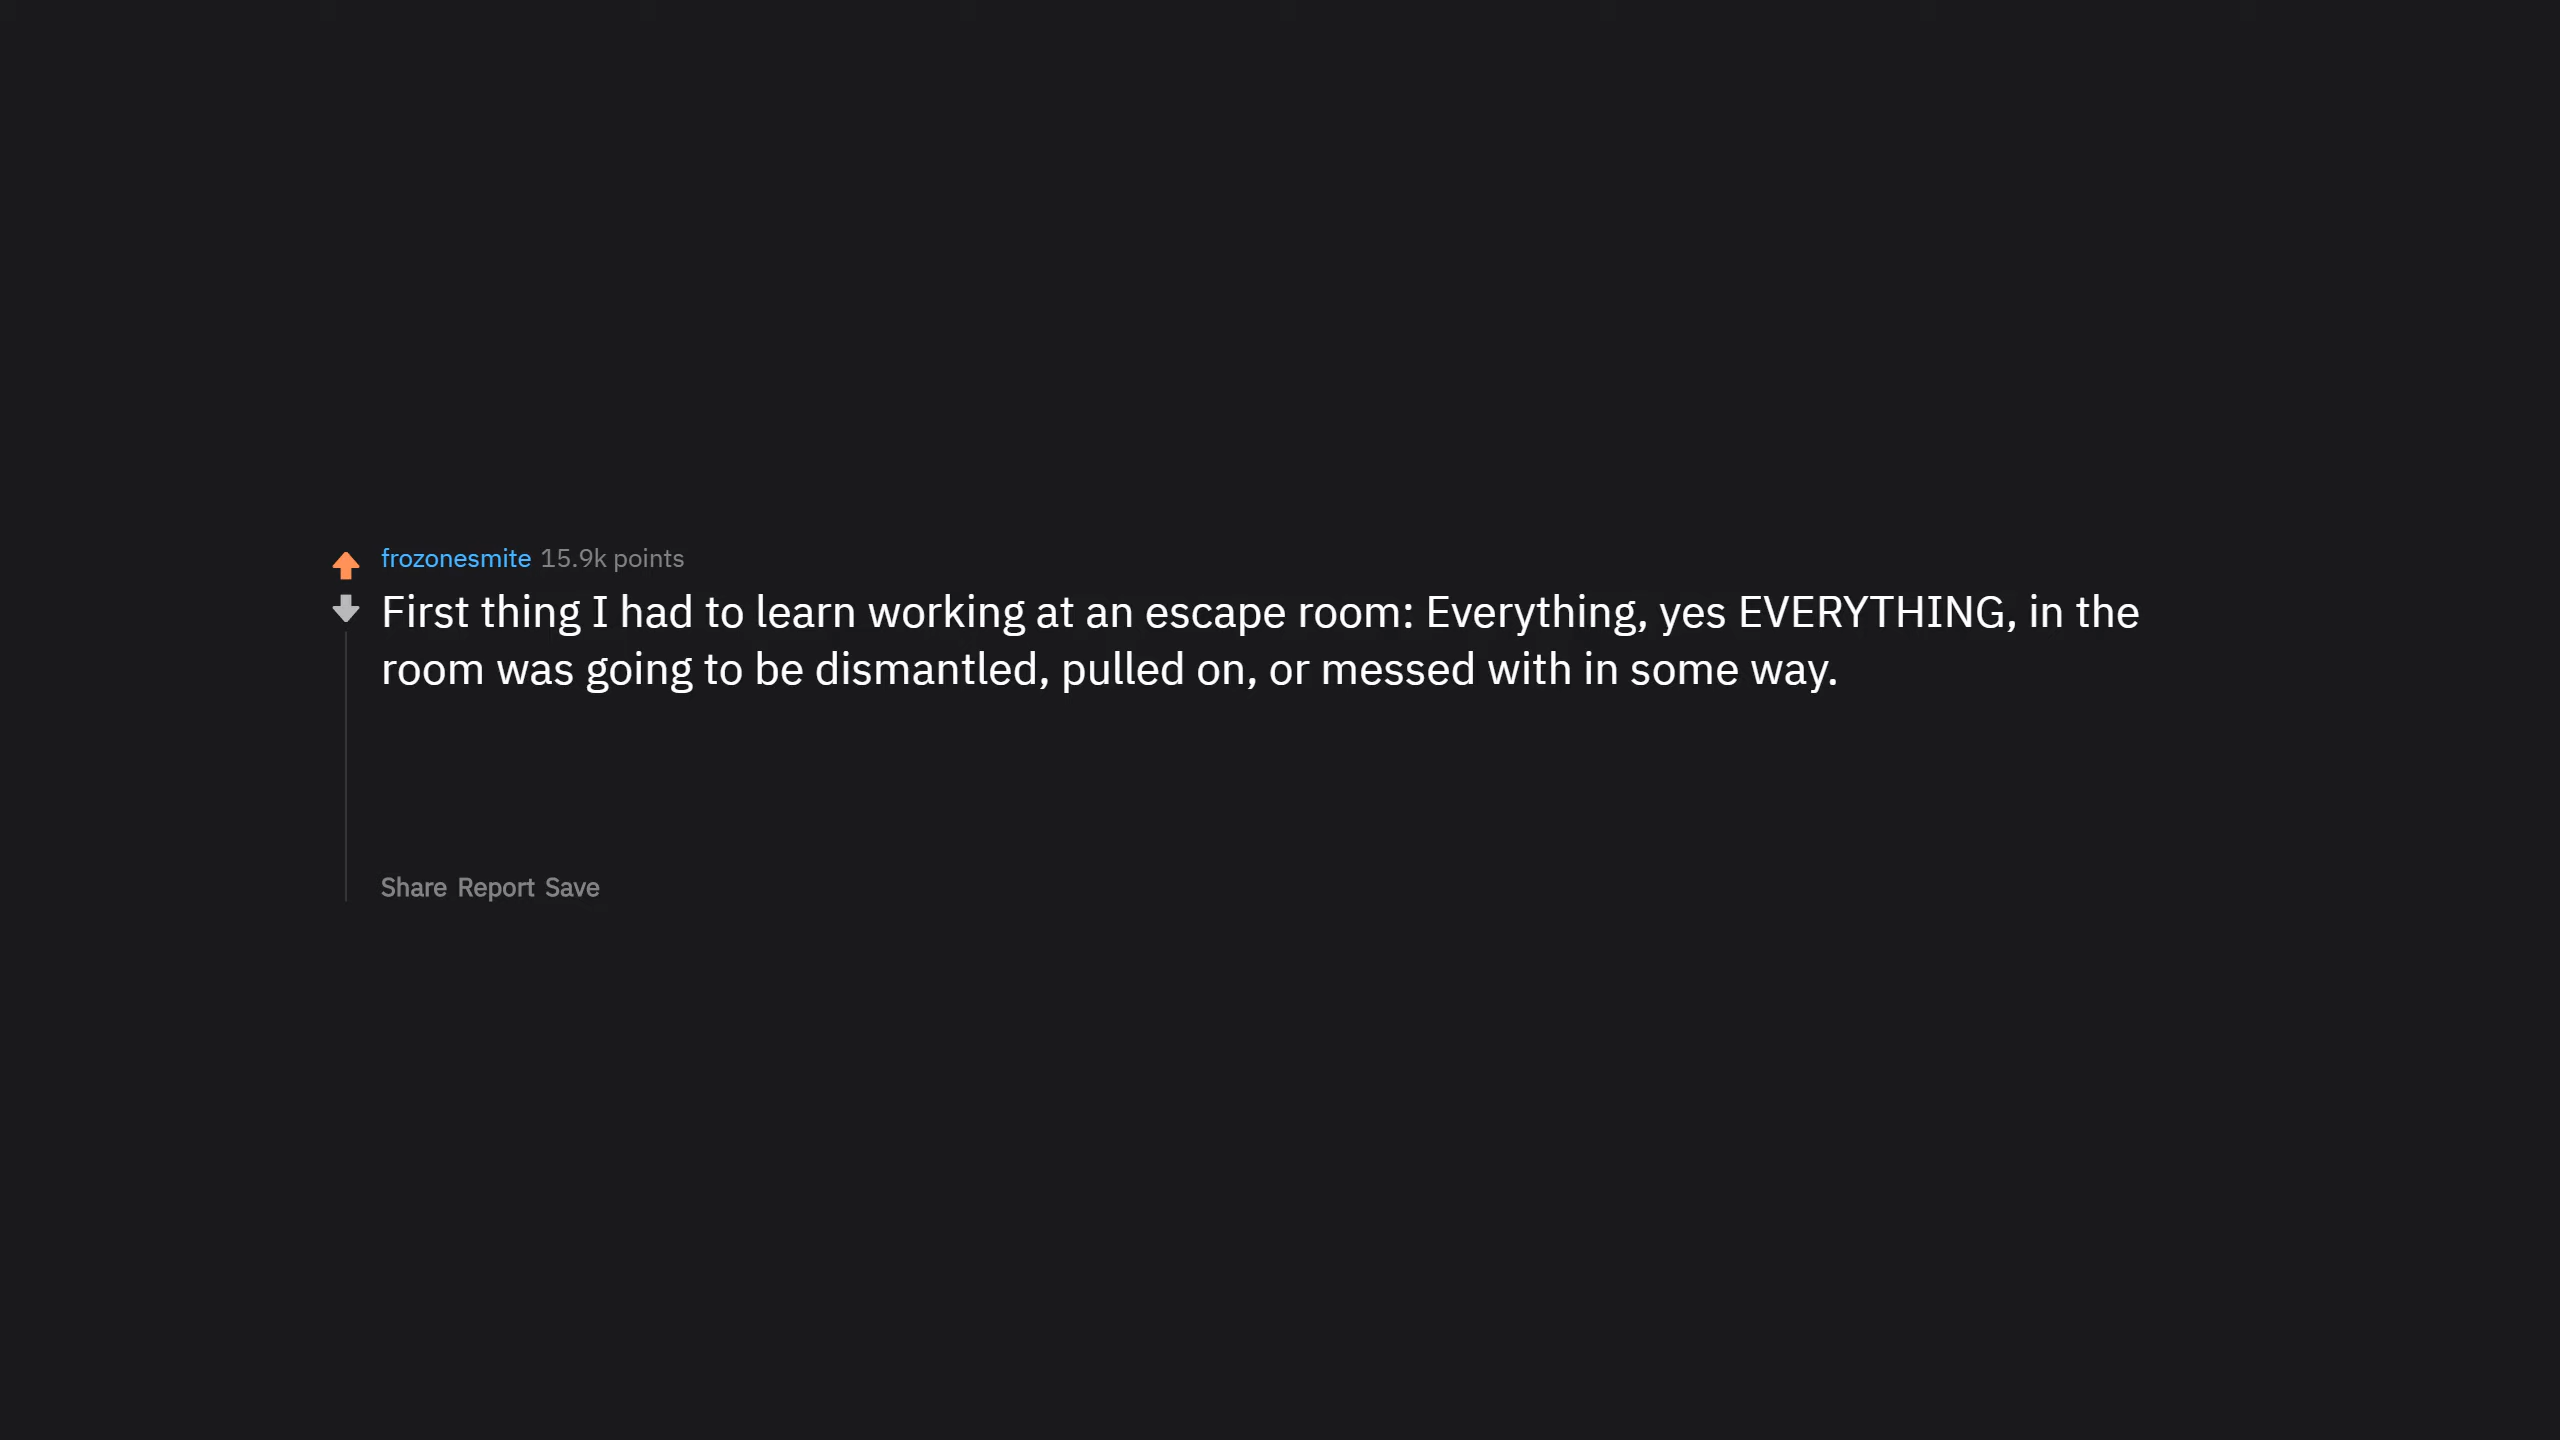 frozonesmite 15.9k points
First thing I had to learn working at an escape room: Everything, yes EVERYTHING, in the
room was going to be dismantled, pulled on, or messed with in some way.
Share Report Save